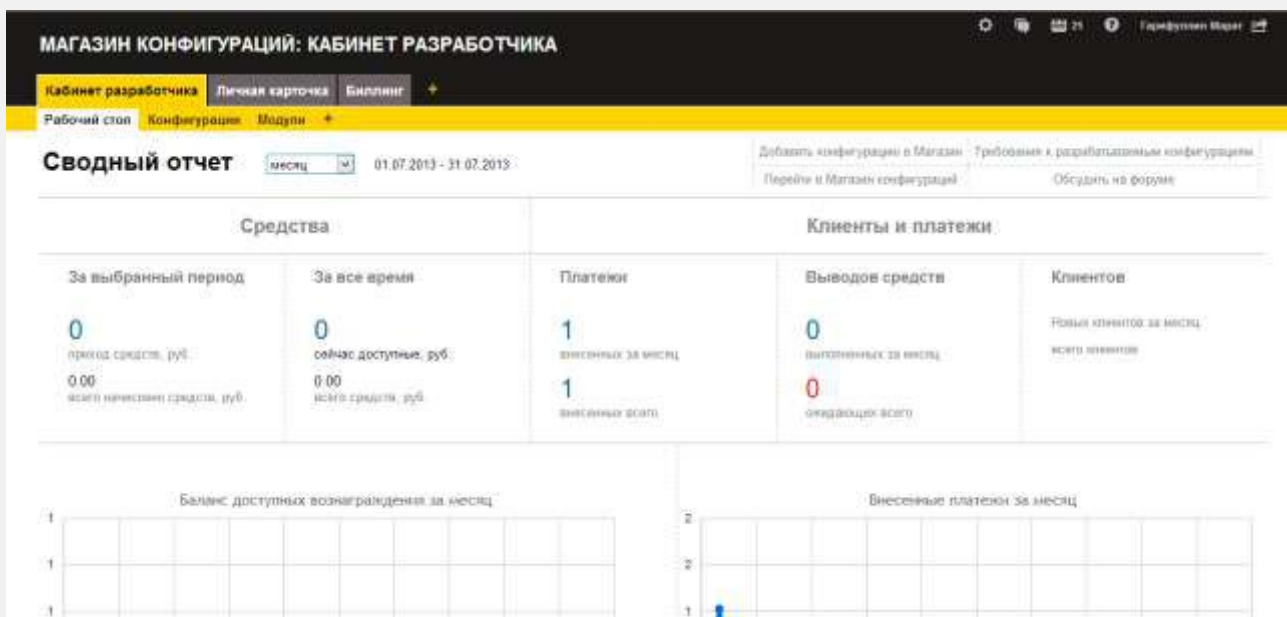 21 Гарифуллин Марат
МАГАЗИН КОНФИГУРАЦИЙ: КАБИНЕТ РАЗРАБОТЧИКА
Кабинет разработчика Личная карточка Биллинг +
Рабочий стол Конфигурации Модули +
Сводный отчет месяц 01.07.2013 - 31.07.2013
Добавить конфигурацию в Магазин Требования к разрабатываемым конфигурациям
Перейти в Магазин конфигураций Обсудить на форуме
Средства Клиенты и платежи
За выбранный период За все время Платежи Выводов средств Клиентов
0 0 1 0 Новых клиентов за месяц
приход средств, руб. сейчас доступные, руб. внесенных за месяц выполненных за месяц всего клиентов
0.00 0.00 1 0
всего начислено средств, руб. всего средств, руб. внесенных всего ожидающих всего
Баланс доступных вознаграждения за месяц Внесенные платежи за месяц
1 2
1 2
1 1